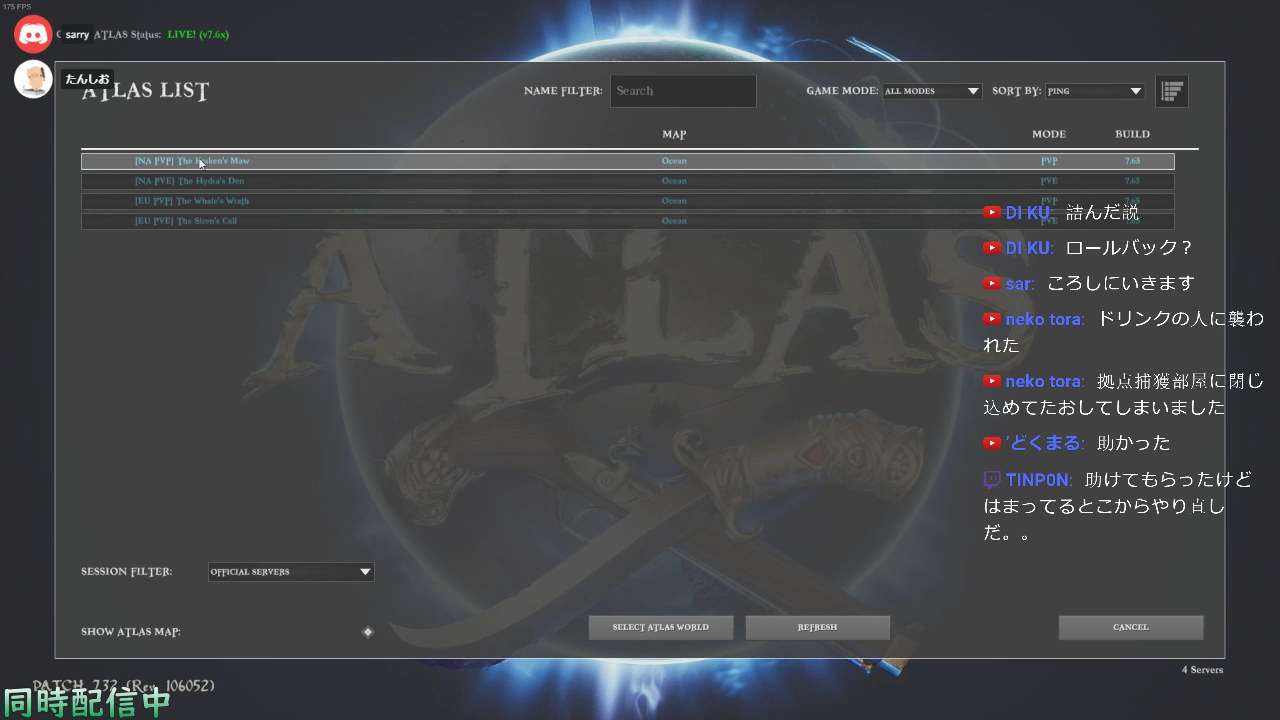 175 FPS
sarry ATLAS Status: LIVE! (v7.6x)
たんしお
ATLAS LIST
NAME FILTER: Search
GAME MODE: ALL MODES
SORT BY: PING
MAP MODE BUILD
[NA PVP] The Kraken's Maw Ocean PVP 7.63
[NA PVE] The Hydra's Den Ocean PVE 7.63
[EU PVP] The Whale's Wrath Ocean PVP
[EU PVE] The Siren's Call Ocean PVE
ATLAS
DI KU: 詰んだ説
DI KU: ロールバック？
sar: ころしにいきます
neko tora: ドリンクの人に襲わ
れた
neko tora: 拠点捕獲部屋に閉じ
込めてたおしてしまいました
'どくまる: 助かった
TINP0N: 助けてもらったけど
はまってるとこからやり直し
だ。。
SESSION FILTER: OFFICIAL SERVERS
SHOW ATLAS MAP:
SELECT ATLAS WORLD
REFRESH
CANCEL
4 Servers
PATCH 7.32 (Rev. 106052)
同時配信中